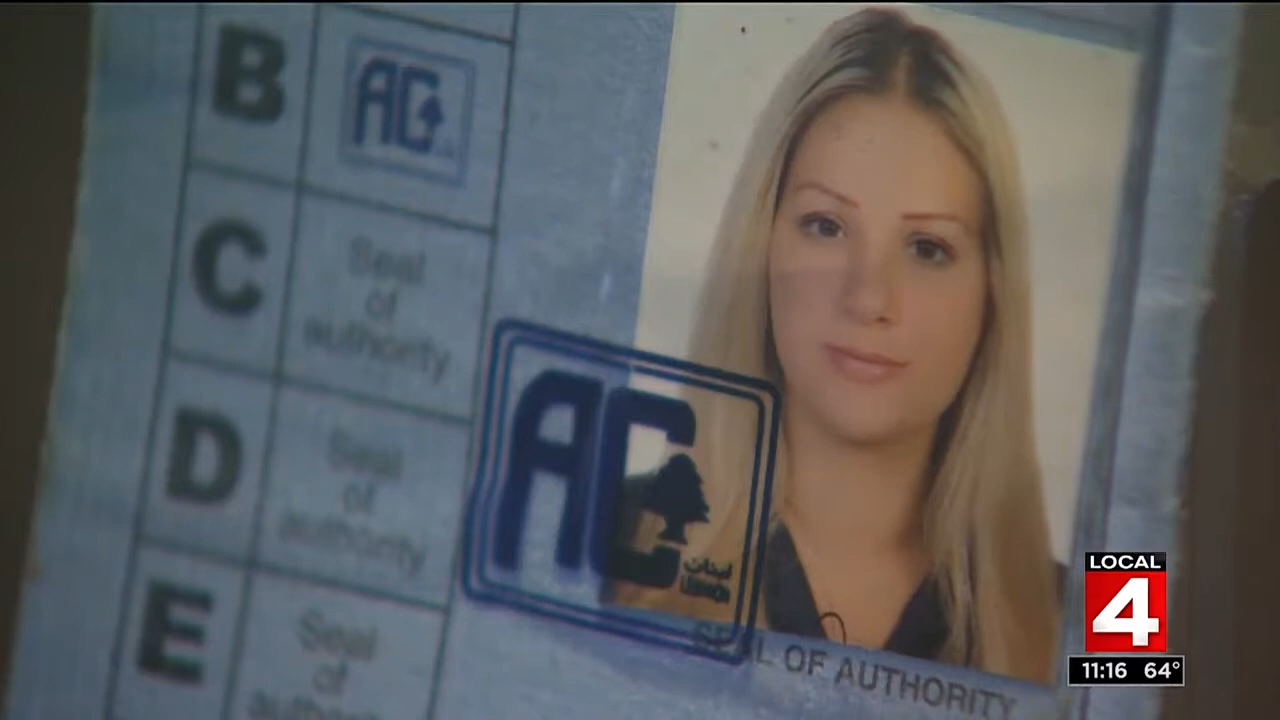 B
AC
C
Seal
of
authority
D
Seal
of
authority
E
Seal
of
authority
AC
لبنان
SEAL OF AUTHORITY
LOCAL
4
11:16 64°